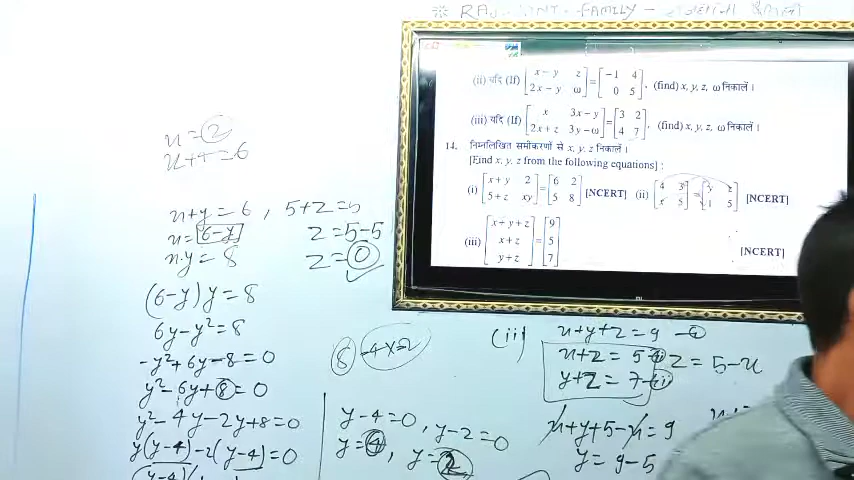 (ii) यदि (If) [x − y z 2x − y ω] = [−1 4 0 5], (find) x, y, z, ω निकालें।
(iii) यदि (If) [x 3x − y 2x + z 3y − ω] = [3 2 4 7], (find) x, y, z, ω निकालें।
14. निम्नलिखित समीकरणों से x, y, z निकालें।
[Find x, y, z from the following equations] :
(i) [x + y 2 5 + z xy] = [6 2 5 8] [NCERT] (ii) [4 3 x 5] = [y z 1 5] [NCERT]
(iii) [x + y + z x + z y + z] = [9 5 7] [NCERT]
x = 2
x+4 = 6
x+y = 6 , 5+z = 5
x = 6-y
z = 5-5
x.y = 8
z = 0
(6-y) y = 8
6y - y² = 8
-y² + 6y - 8 = 0
y² - 6y + 8 = 0
y² - 4y - 2y + 8 = 0
y(y-4) - 2(y-4) = 0
8 -4x-2
y-4 = 0, y-2 = 0
y = 4, y = 2
(iii) x+y+z = 9 - i
x+z = 5 - ii z = 5-x
y+z = 7 - iii
x+y+5-x = 9
y = 9-5